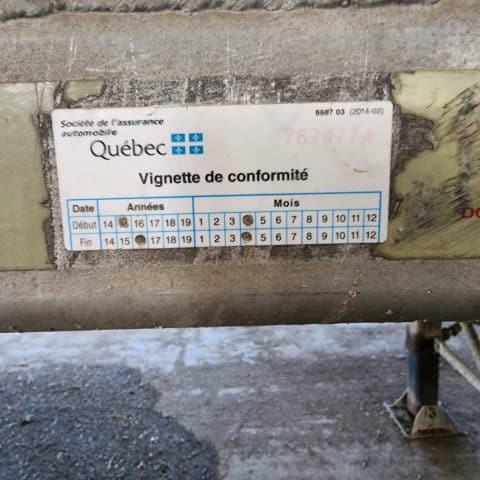 Société de l'assurance
automobile
Québec
6687 03 (2014-02)
767477A
Vignette de conformité
Date Années Mois
Début 14 16 17 18 19 1 2 3 5 6 7 8 9 10 11 12
Fin 14 15 17 18 19 1 2 3 5 6 7 8 9 10 11 12
DO